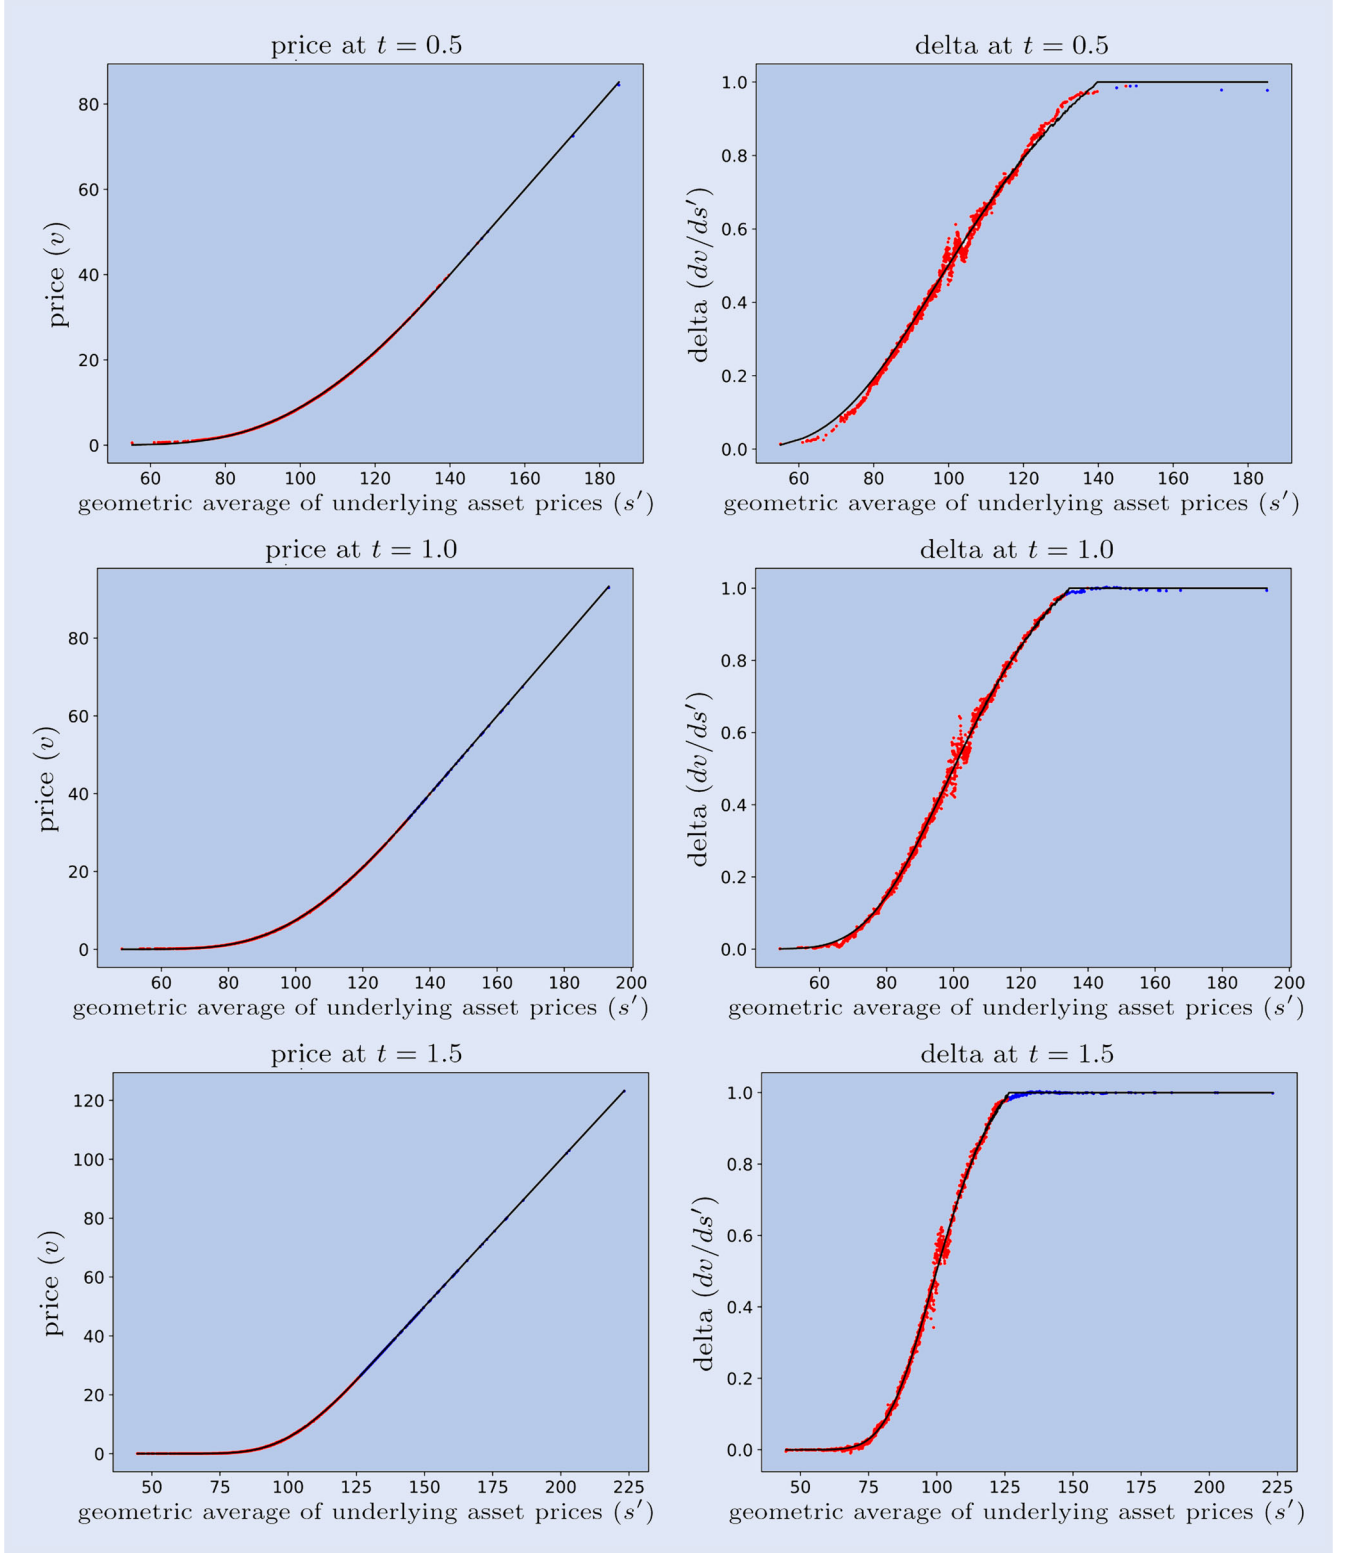 price at t = 0.5
delta at t = 0.5
price (v)
80
60
40
20
0
60 80 100 120 140 160 180
geometric average of underlying asset prices (s′)
delta (dv/ds′)
1.0
0.8
0.6
0.4
0.2
0.0
60 80 100 120 140 160 180
geometric average of underlying asset prices (s′)
price at t = 1.0
delta at t = 1.0
price (v)
80
60
40
20
0
60 80 100 120 140 160 180 200
geometric average of underlying asset prices (s′)
delta (dv/ds′)
1.0
0.8
0.6
0.4
0.2
0.0
60 80 100 120 140 160 180 200
geometric average of underlying asset prices (s′)
price at t = 1.5
delta at t = 1.5
price (v)
120
100
80
60
40
20
0
50 75 100 125 150 175 200 225
geometric average of underlying asset prices (s′)
delta (dv/ds′)
1.0
0.8
0.6
0.4
0.2
0.0
50 75 100 125 150 175 200 225
geometric average of underlying asset prices (s′)